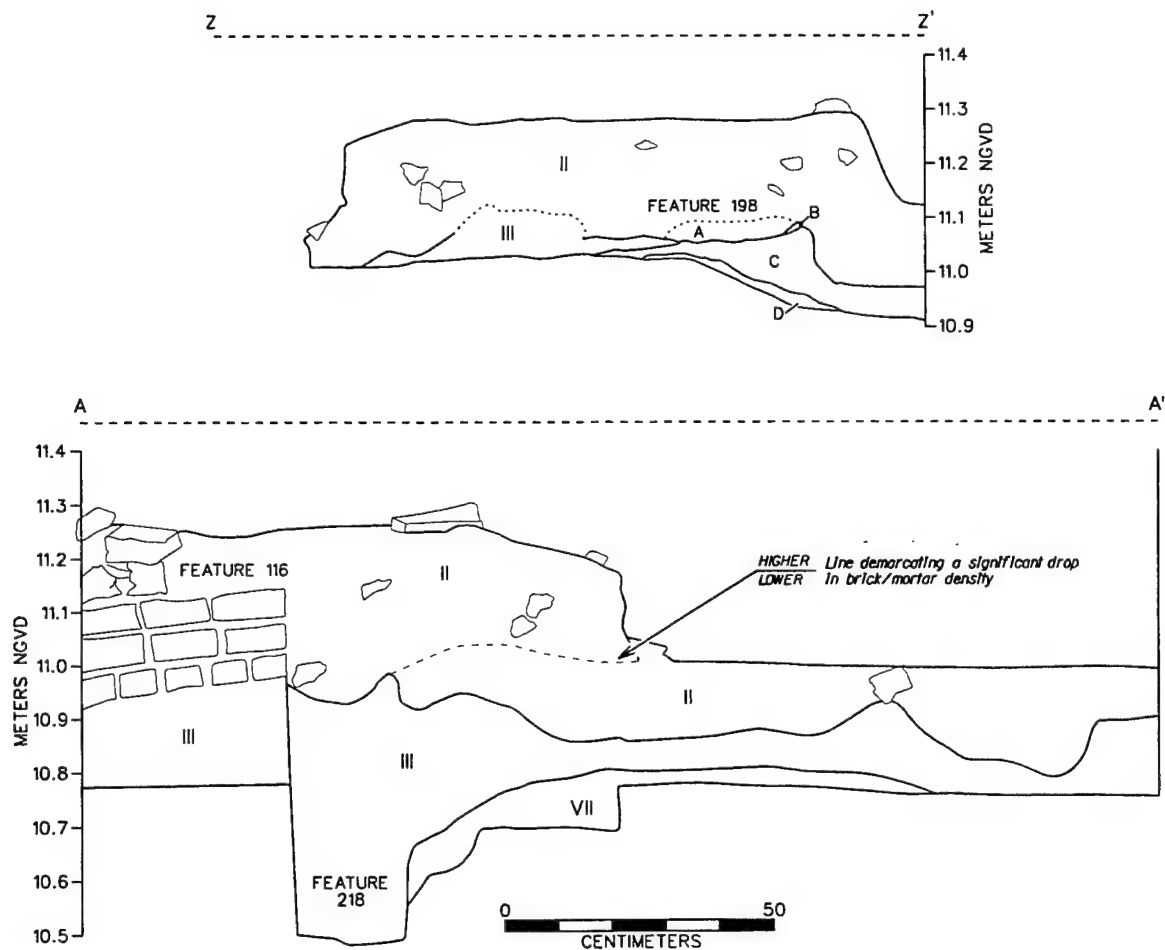 Z Z'
11.4
11.3
11.2
11.1
11.0
10.9
METERS NGVD
II
FEATURE 198
B
A
III
C
D
A A'
11.4
11.3
11.2
11.1
11.0
10.9
10.8
10.7
10.6
10.5
METERS NGVD
FEATURE 116
II
HIGHER Line demarcating a significant drop
LOWER in brick/mortar density
II
III
III
VII
FEATURE
218
0 50
CENTIMETERS